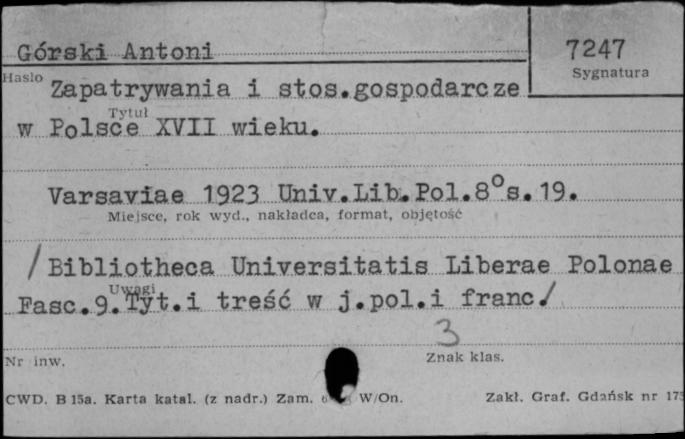 Górski Antoni
7247
Hasło
Sygnatura
Zapatrywania i stos.gospodarcze
Tytuł
w Polsce XVII wieku.
Varsaviae 1923 Univ.Lib.Pol.8°s.19.
Miejsce, rok wyd., nakładca, format, objętość
/Bibliotheca Universitatis Liberae Polonae
Uwagi
Fasc.9.Tyt.i treść w j.pol.i franc/
3
Nr inw.
Znak klas.
CWD. B 15a. Karta katal. (z nadr.) Zam. W/On.
Zakł. Graf. Gdańsk nr